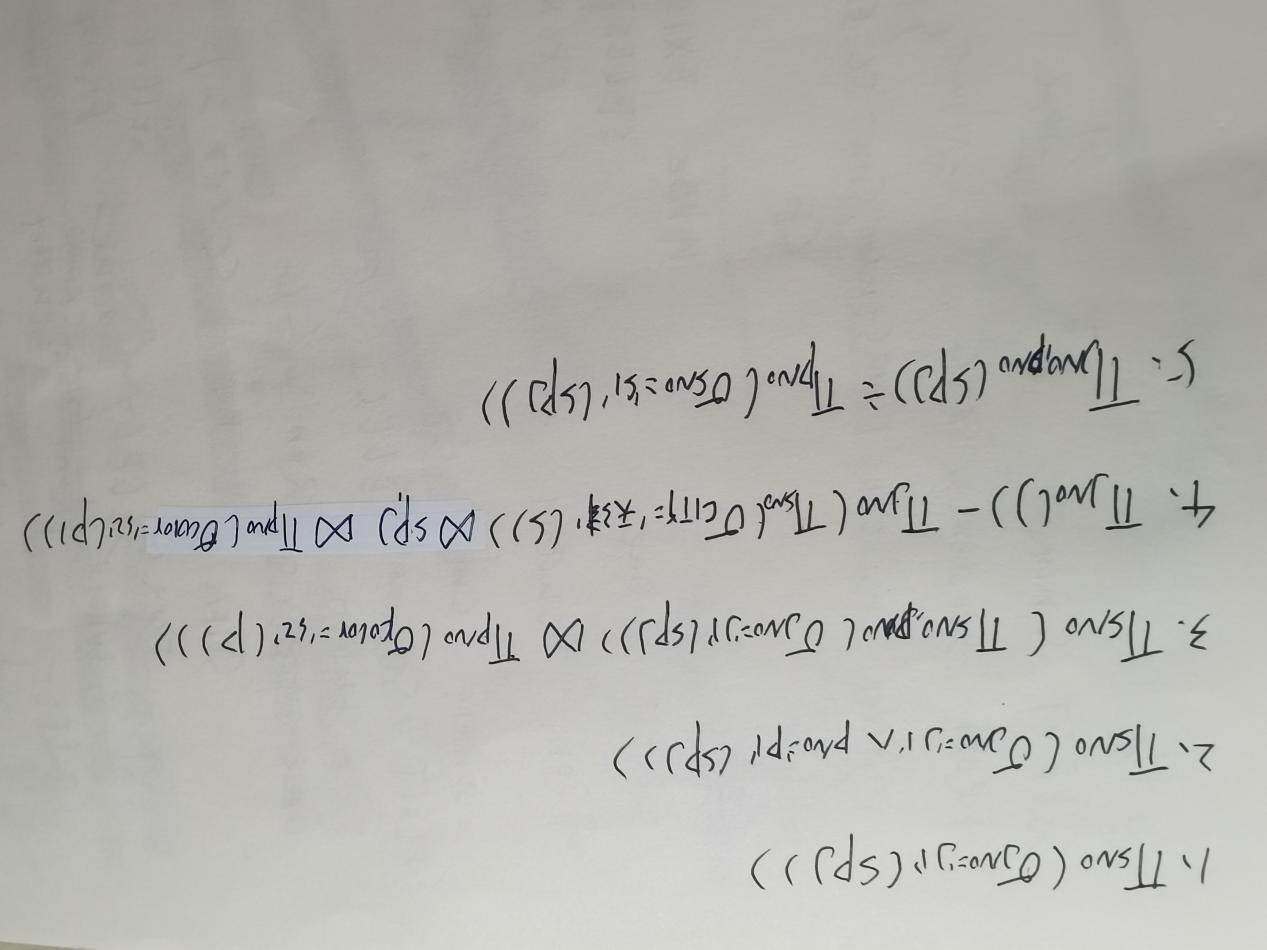 1. Πsno (σJno='J1' (SPJ))
2. Πsno (σJno='J1' ∧ pno='p1' (SPJ))
3. Πsno ( Πsno,pno ( σJno='J1' (SPJ)) ⋈ Πpno (σcolor='红' (P)))
4. ΠJno(J) - ΠJno (Πsno(σCITY='天津' (S)) ⋈ SPJ ⋈ Πpno (σcolor='红' (P)))
5. ΠJno,pno (SPJ) ÷ Πpno (σsno='S1' (SPJ))